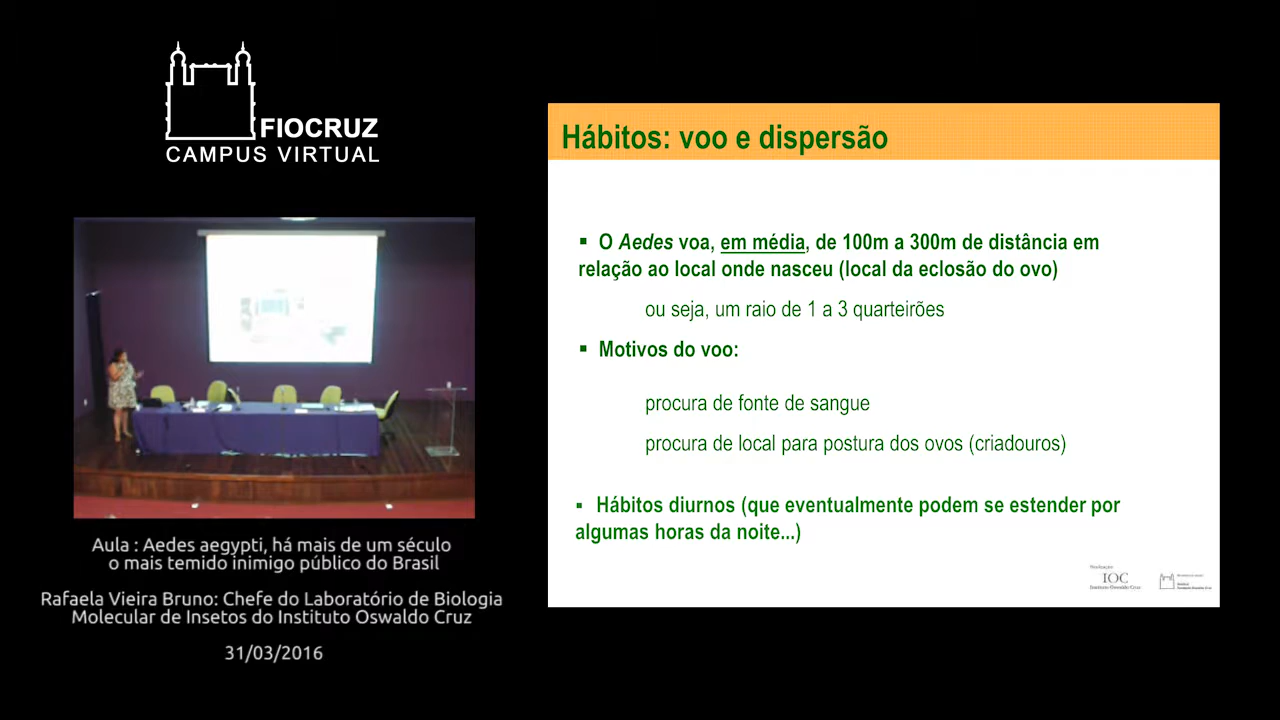 FIOCRUZ
CAMPUS VIRTUAL
Aula : Aedes aegypti, há mais de um século
o mais temido inimigo público do Brasil
Rafaela Vieira Bruno: Chefe do Laboratório de Biologia
Molecular de Insetos do Instituto Oswaldo Cruz
31/03/2016
Hábitos: voo e dispersão
▪ O Aedes voa, em média, de 100m a 300m de distância em
relação ao local onde nasceu (local da eclosão do ovo)
ou seja, um raio de 1 a 3 quarteirões
▪ Motivos do voo:
procura de fonte de sangue
procura de local para postura dos ovos (criadouros)
▪ Hábitos diurnos (que eventualmente podem se estender por
algumas horas da noite...)
IOC
Instituto Oswaldo Cruz